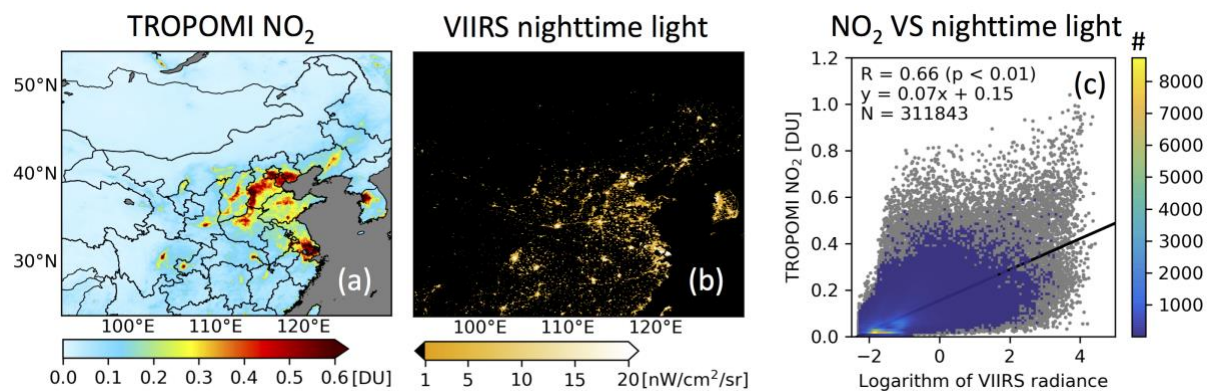 TROPOMI NO₂
50°N
40°N
30°N
(a)
100°E 110°E 120°E
0.0 0.1 0.2 0.3 0.4 0.5 0.6 [DU]
VIIRS nighttime light
(b)
100°E 110°E 120°E
1 5 10 15 20 [nW/cm²/sr]
NO₂ VS nighttime light
#
R = 0.66 (p < 0.01)
y = 0.07x + 0.15
N = 311843
(c)
TROPOMI NO₂ [DU]
1.2
1.0
0.8
0.6
0.4
0.2
0.0
−2 0 2 4
Logarithm of VIIRS radiance
8000
7000
6000
5000
4000
3000
2000
1000